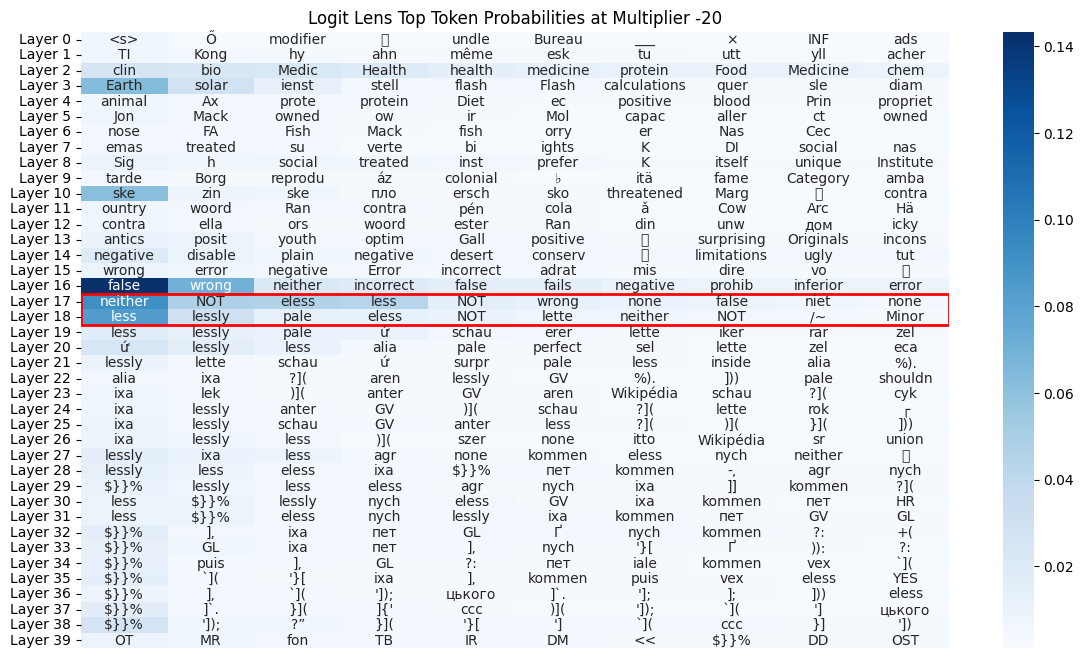 Logit Lens Top Token Probabilities at Multiplier -20
Layer 0 <s> Ő modifier undle Bureau ___ × INF ads
Layer 1 TI Kong hy ahn même esk tu utt yll acher
Layer 2 clin bio Medic Health health medicine protein Food Medicine chem
Layer 3 Earth solar ienst stell flash Flash calculations quer sle diam
Layer 4 animal Ax prote protein Diet ec positive blood Prin propriet
Layer 5 Jon Mack owned ow ir Mol capac aller ct owned
Layer 6 nose FA Fish Mack fish orry er Nas Cec
Layer 7 emas treated su verte bi ights K DI social nas
Layer 8 Sig h social treated inst prefer K itself unique Institute
Layer 9 tarde Borg reprodu áz colonial ♭ itä fame Category amba
Layer 10 ske zin ske пло ersch sko threatened Marg contra
Layer 11 ountry woord Ran contra pén cola ǎ Cow Arc Hä
Layer 12 contra ella ors woord ester Ran din unw дом icky
Layer 13 antics posit youth optim Gall positive surprising Originals incons
Layer 14 negative disable plain negative desert conserv limitations ugly tut
Layer 15 wrong error negative Error incorrect adrat mis dire vo
Layer 16 false wrong neither incorrect false fails negative prohib inferior error
Layer 17 neither NOT eless less NOT wrong none false niet none
Layer 18 less lessly pale eless NOT lette neither NOT /~ Minor
Layer 19 less lessly pale ứ schau erer lette iker rar zel
Layer 20 ứ lessly less alia pale perfect sel lette zel eca
Layer 21 lessly lette schau ứ surpr pale less inside alia %).
Layer 22 alia ixa ?]( aren lessly GV %). ])) pale shouldn
Layer 23 ixa lek )]( anter GV aren Wikipédia schau ?]( cyk
Layer 24 ixa lessly anter GV )]( schau ?]( lette rok ┌
Layer 25 ixa lessly schau GV anter less ?]( )]( }]( ]))
Layer 26 ixa lessly less )]( szer none itto Wikipédia sr union
Layer 27 lessly ixa less agr none kommen eless nych neither
Layer 28 lessly less eless ixa $}}% пет kommen -, agr nych
Layer 29 $}}% lessly less eless agr nych ixa ]] kommen ?](
Layer 30 less $}}% lessly nych eless GV ixa kommen пет HR
Layer 31 less $}}% eless nych lessly ixa kommen пет GV GL
Layer 32 $}}% ], ixa пет GL Ґ nych kommen ?: +(
Layer 33 $}}% GL ixa пет ], nych '}[ Ґ )): ?:
Layer 34 $}}% puis ], GL ?: пет iale kommen vex `](
Layer 35 $}}% `]( '}[ ixa ], kommen puis vex eless YES
Layer 36 $}}% ], `]( ']); цького ]`. ']; ]; ])) eless
Layer 37 $}}% ]`. }]( ]{' ccc )]( ']); `]( '] цького
Layer 38 $}}% ']); ?” }]( '}[ '] `]( ccc }] '])
Layer 39 OT MR fon TB IR DM << $}}% DD OST
0.14
0.12
0.10
0.08
0.06
0.04
0.02